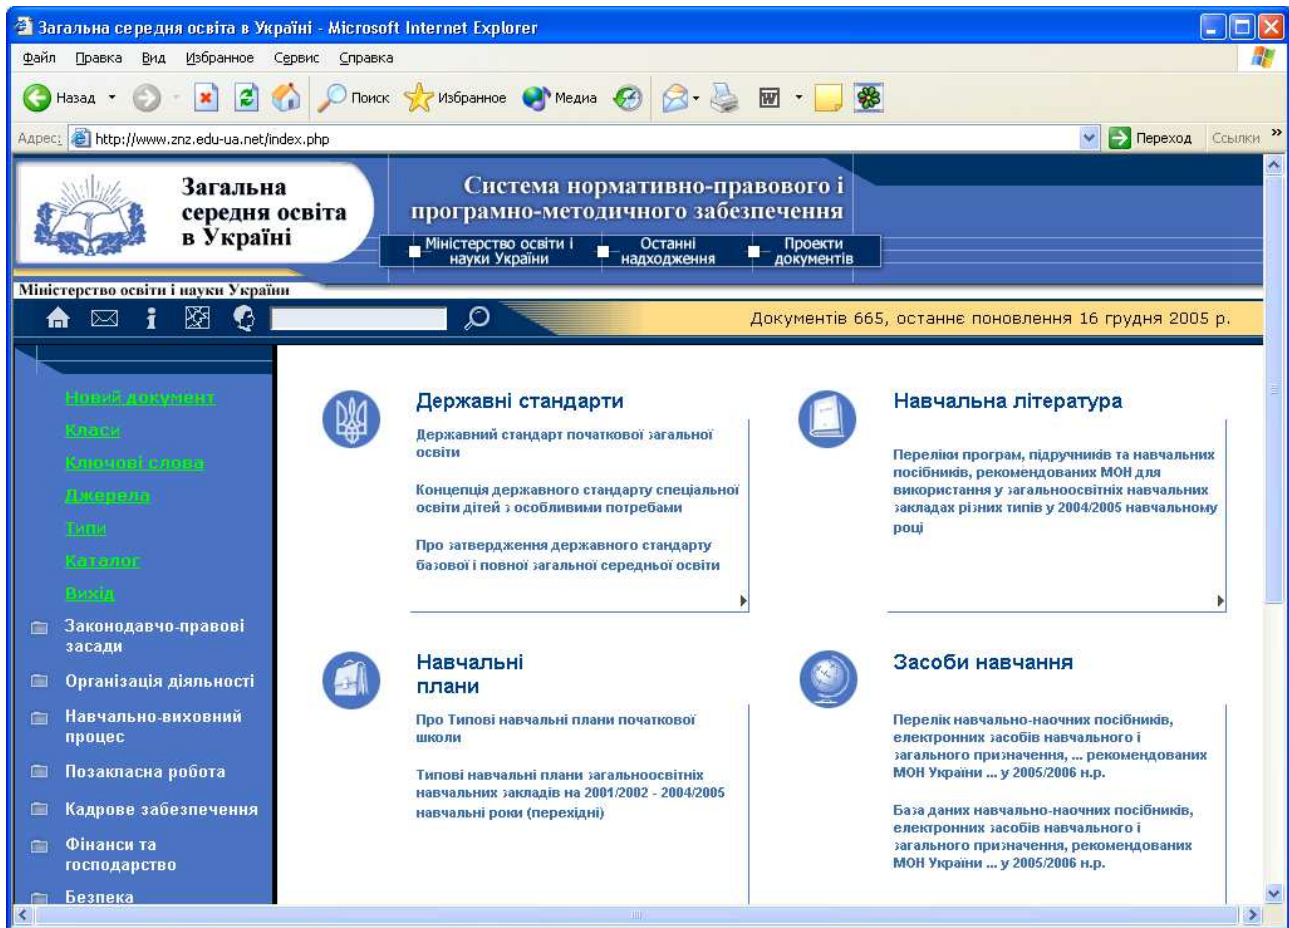 Загальна середня освіта в Україні - Microsoft Internet Explorer
Файл Правка Вид Избранное Сервис Справка
Назад Поиск Избранное Медиа
Адрес: http://www.znz.edu-ua.net/index.php Переход Ссылки »
Загальна
середня освіта
в Україні
Система нормативно-правового і
програмно-методичного забезпечення
Міністерство освіти і
науки України
Останні
надходження
Проекти
документів
Міністерство освіти і науки України
Документів 665, останнє поновлення 16 грудня 2005 р.
Новий документ
Класи
Ключові слова
Джерела
Типи
Каталог
Вихід
Законодавчо-правові
засади
Організація діяльності
Навчально-виховний
процес
Позакласна робота
Кадрове забезпечення
Фінанси та
господарство
Безпека
Державні стандарти
Державний стандарт початкової загальної
освіти
Концепція державного стандарту спеціальної
освіти дітей з особливими потребами
Про затвердження державного стандарту
базової і повної загальної середньої освіти
Навчальна література
Переліки програм, підручників та навчальних
посібників, рекомендованих МОН для
використання у загальноосвітніх навчальних
закладах різних типів у 2004/2005 навчальному
році
Навчальні
плани
Про Типові навчальні плани початкової
школи
Типові навчальні плани загальноосвітніх
навчальних закладів на 2001/2002 - 2004/2005
навчальні роки (перехідні)
Засоби навчання
Перелік навчально-наочних посібників,
електронних засобів навчального і
загального призначення, ... рекомендованих
МОН України ... у 2005/2006 н.р.
База даних навчально-наочних посібників,
електронних засобів навчального і
загального призначення, рекомендованих
МОН України ... у 2005/2006 н.р.